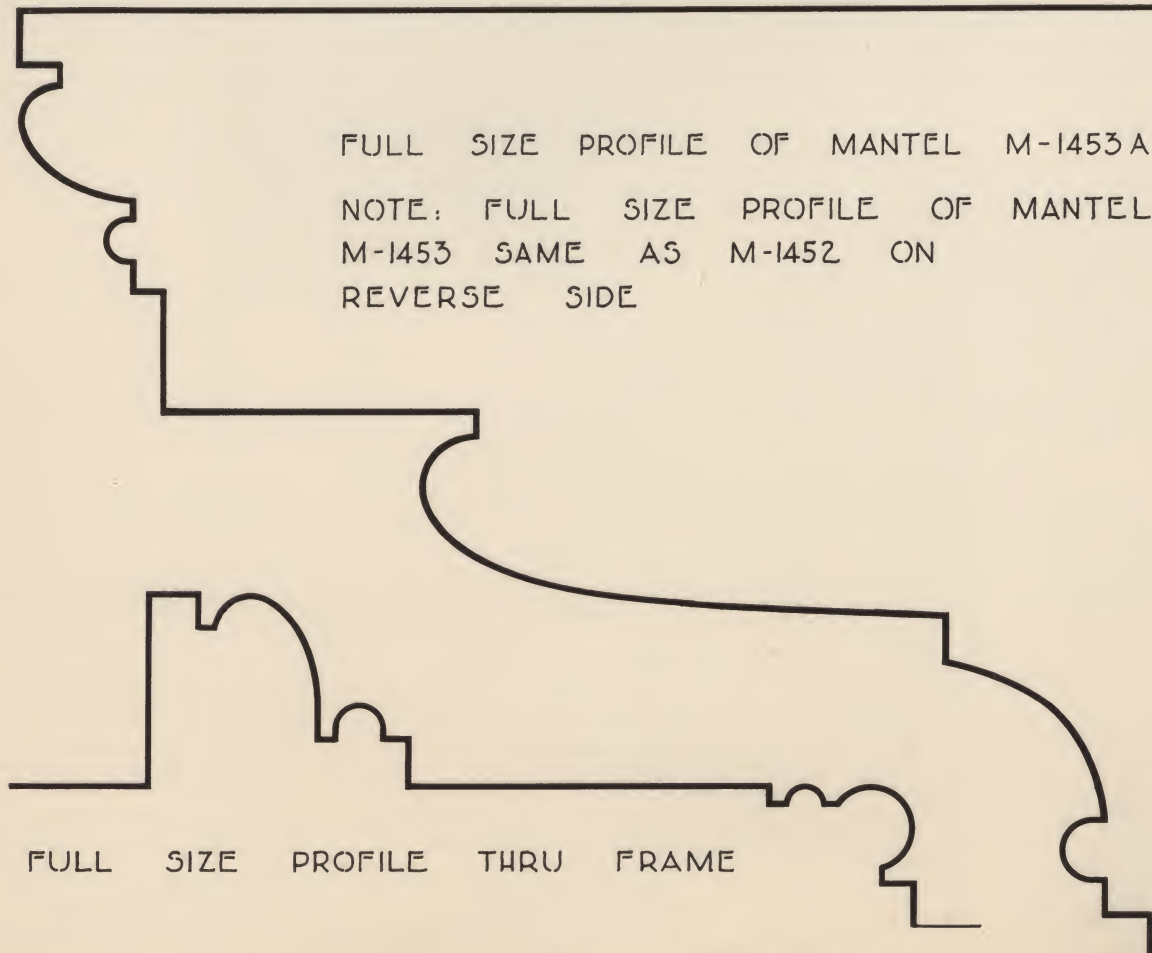 FULL SIZE PROFILE OF MANTEL M-1453 A
NOTE: FULL SIZE PROFILE OF MANTEL
M-1453 SAME AS M-1452 ON
REVERSE SIDE
FULL SIZE PROFILE THRU FRAME